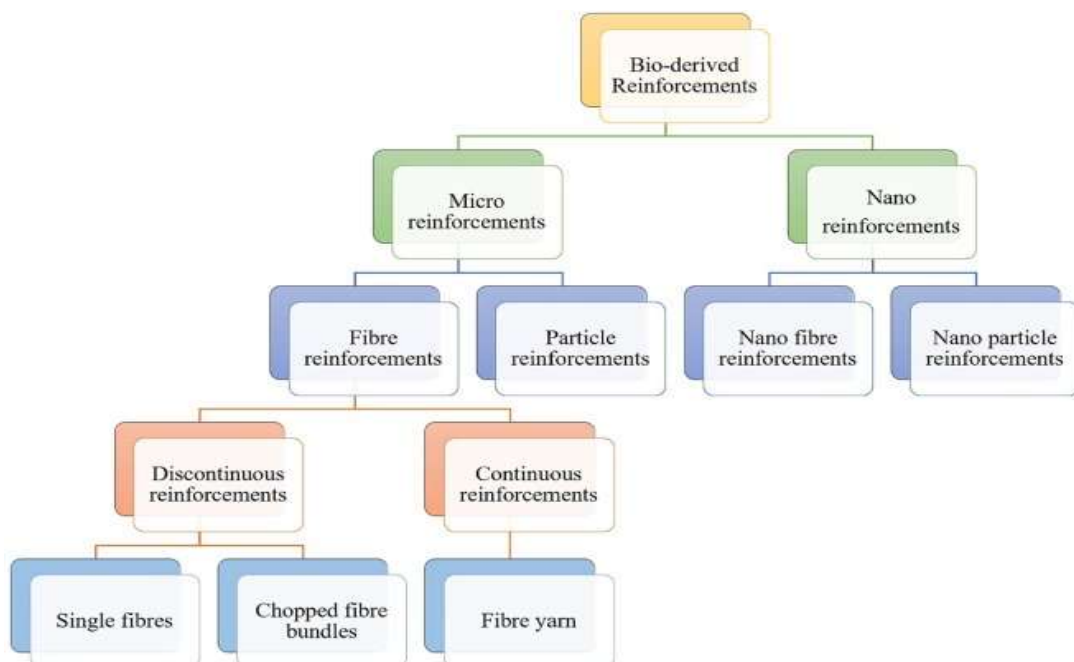 Bio-derived
Reinforcements
Micro
reinforcements
Nano
reinforcements
Fibre
reinforcements
Particle
reinforcements
Nano fibre
reinforcements
Nano particle
reinforcements
Discontinuous
reinforcements
Continuous
reinforcements
Single fibres
Chopped fibre
bundles
Fibre yarn